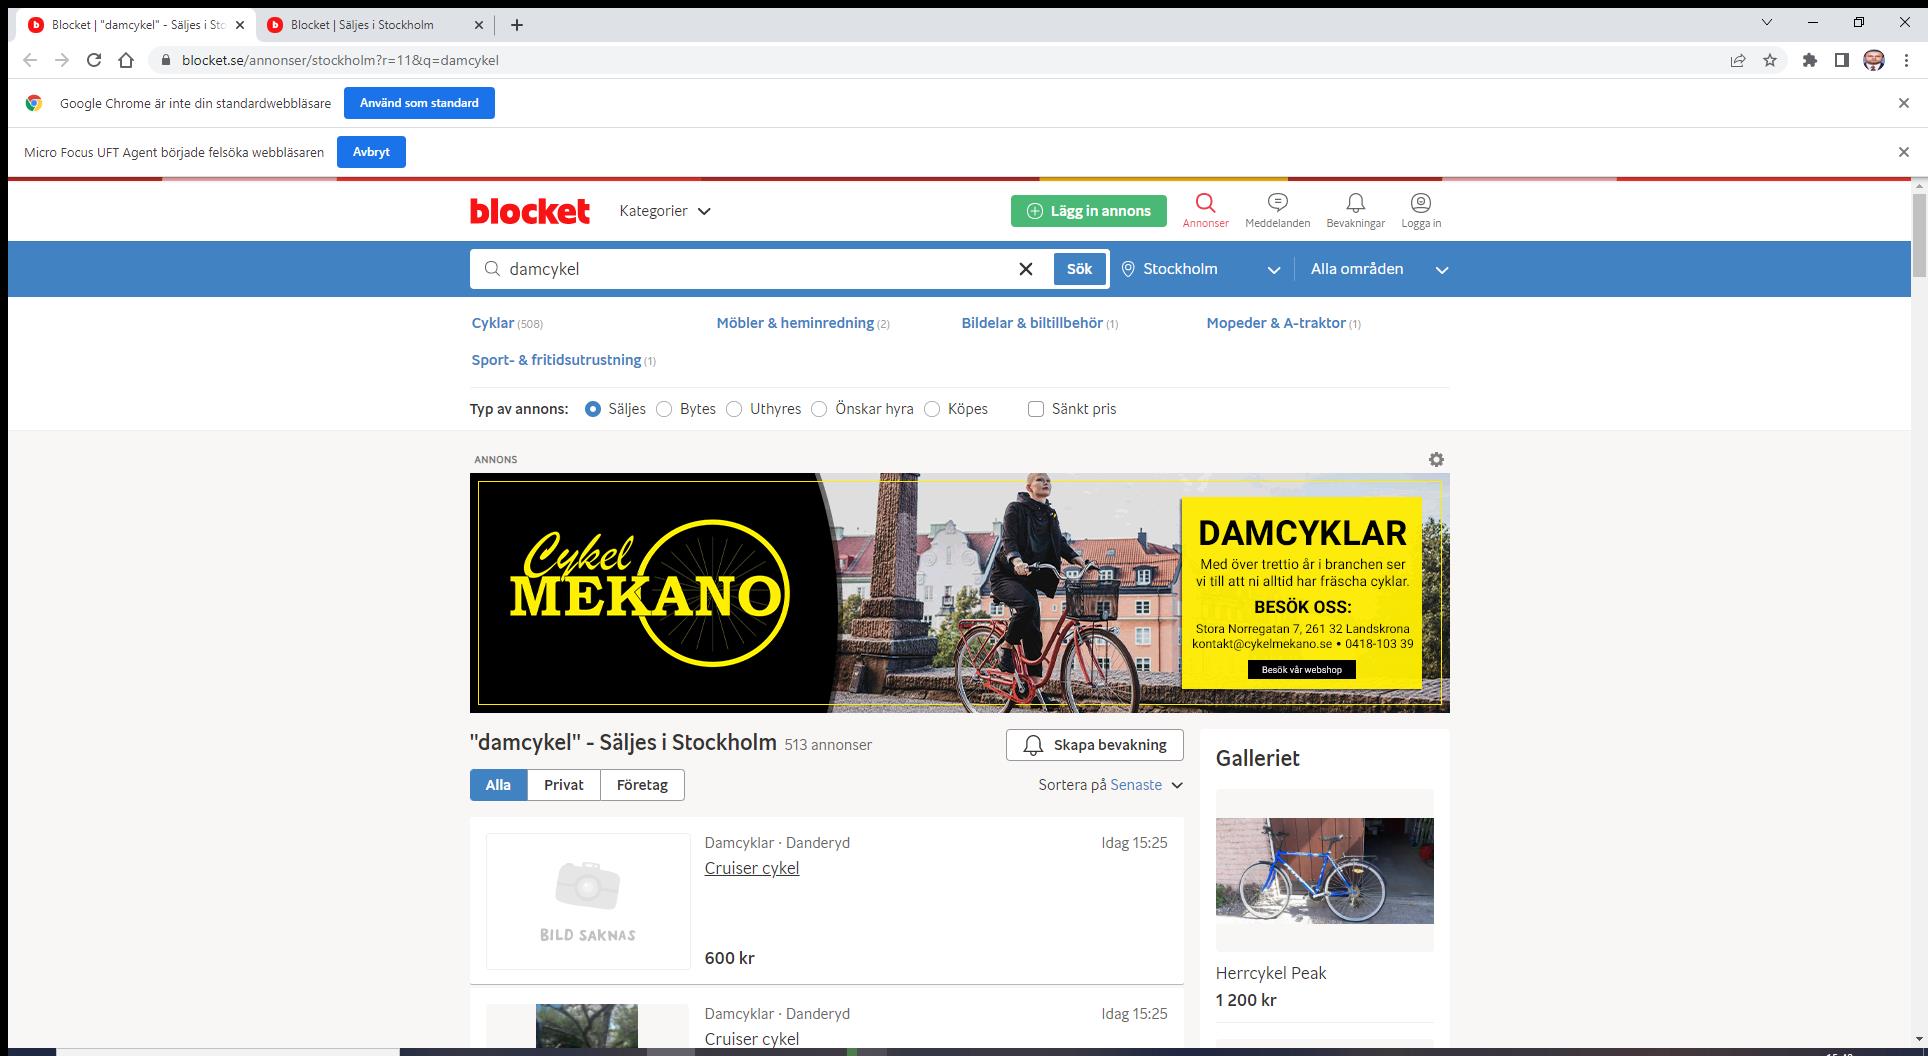 Blocket | "damcykel" - Säljes i Sto
Blocket | Säljes i Stockholm
blocket.se/annonser/stockholm?r=11&q=damcykel
Google Chrome är inte din standardwebbläsare
Använd som standard
Micro Focus UFT Agent började felsöka webbläsaren
Avbryt
blocket
Kategorier
Lägg in annons
Annonser
Meddelanden
Bevakningar
Logga in
damcykel
Sök
Stockholm
Alla områden
Cyklar (508)
Möbler & heminredning (2)
Bildelar & biltillbehör (1)
Mopeder & A-traktor (1)
Sport- & fritidsutrustning (1)
Typ av annons:
Säljes
Bytes
Uthyres
Önskar hyra
Köpes
Sänkt pris
ANNONS
Cykel
MEKANO
DAMCYKLAR
Med över trettio år i branchen ser
vi till att ni alltid har fräscha cyklar.
BESÖK OSS:
Stora Norregatan 7, 261 32 Landskrona
kontakt@cykelmekano.se • 0418-103 39
Besök vår webshop
"damcykel" - Säljes i Stockholm 513 annonser
Skapa bevakning
Alla
Privat
Företag
Sortera på Senaste
Damcyklar · Danderyd
Idag 15:25
Cruiser cykel
BILD SAKNAS
600 kr
Damcyklar · Danderyd
Idag 15:25
Cruiser cykel
Galleriet
Herrcykel Peak
1 200 kr